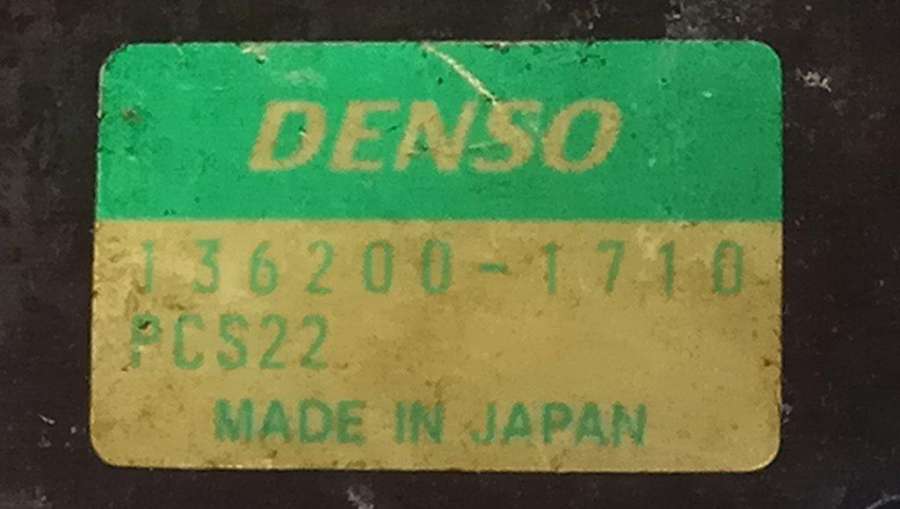 DENSO
136200-1710
PCS22
MADE IN JAPAN